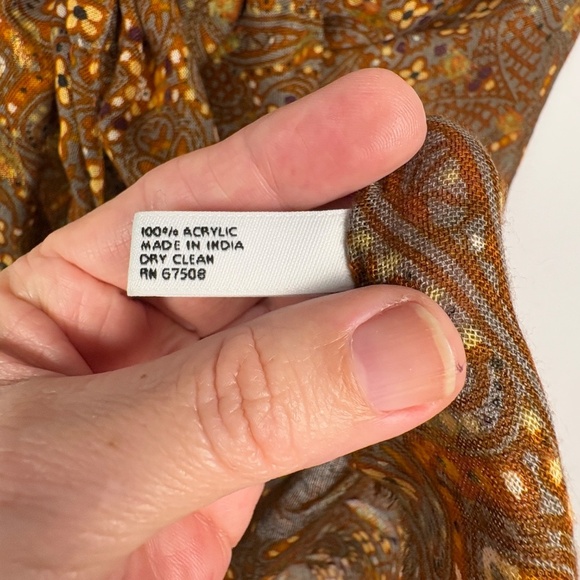 100% ACRYLIC
MADE IN INDIA
DRY CLEAN
RN 67508